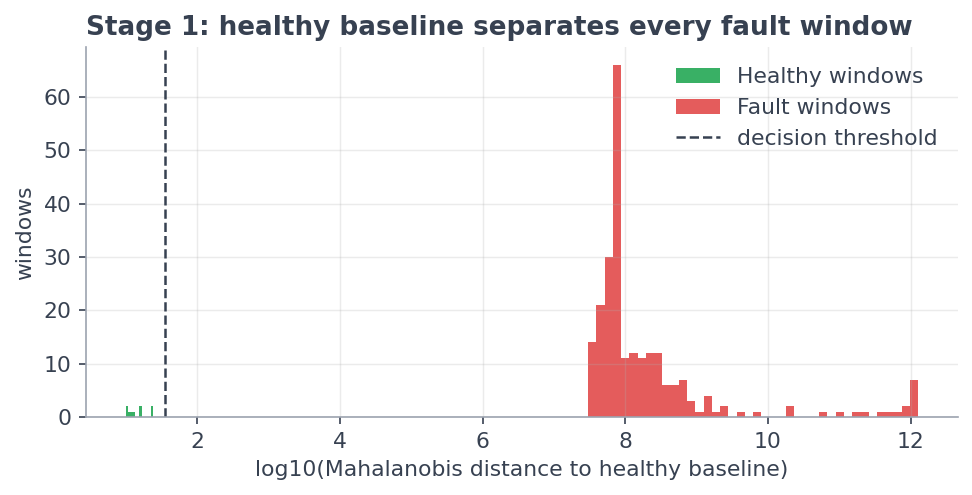 Stage 1: healthy baseline separates every fault window
Healthy windows
Fault windows
decision threshold
windows
60
50
40
30
20
10
0
2
4
6
8
10
12
log10(Mahalanobis distance to healthy baseline)